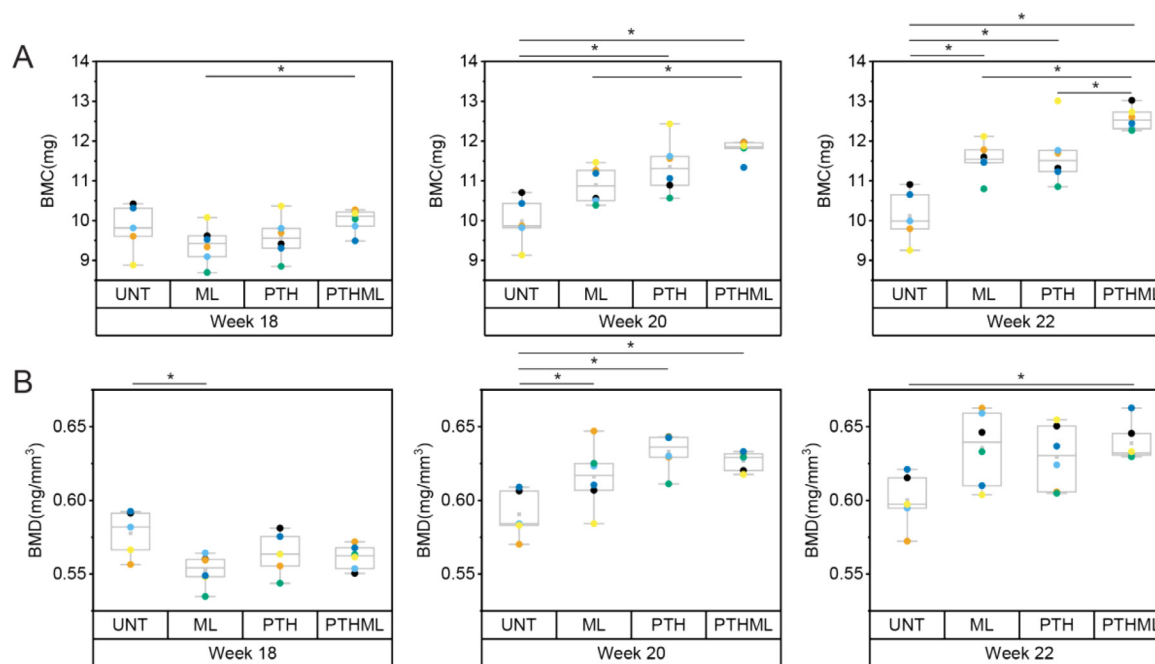 A
BMC(mg)
14
13
12
11
10
9
*
UNT ML PTH PTHML
Week 18
BMC(mg)
14
13
12
11
10
9
*
*
*
UNT ML PTH PTHML
Week 20
BMC(mg)
14
13
12
11
10
9
*
*
*
*
*
UNT ML PTH PTHML
Week 22
B
BMD(mg/mm³)
0.65
0.60
0.55
*
UNT ML PTH PTHML
Week 18
BMD(mg/mm³)
0.65
0.60
0.55
*
*
*
UNT ML PTH PTHML
Week 20
BMD(mg/mm³)
0.65
0.60
0.55
*
UNT ML PTH PTHML
Week 22